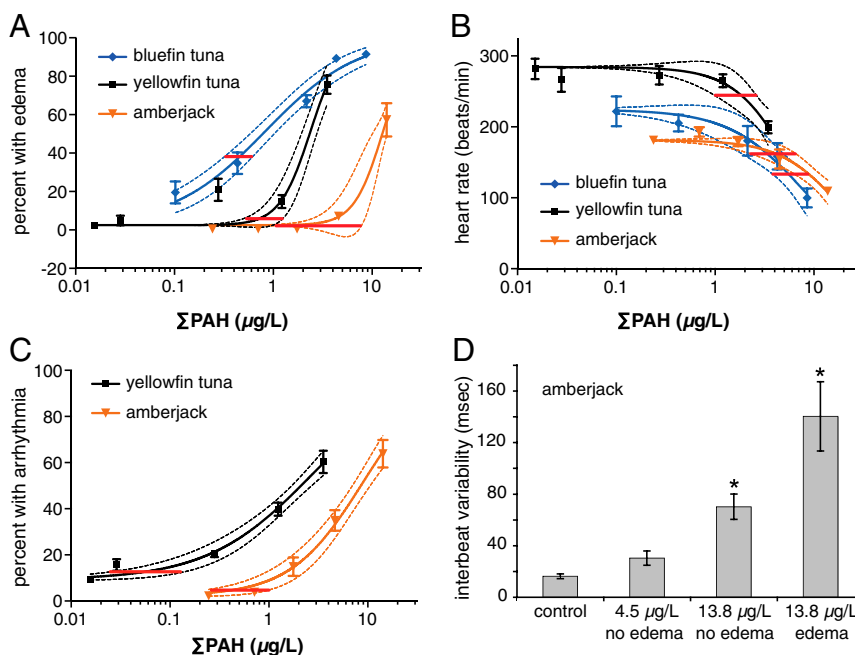 A
bluefin tuna
yellowfin tuna
amberjack
percent with edema
100
80
60
40
20
0
-20
0.01
0.1
1
10
∑PAH (µg/L)
B
300
200
100
0
heart rate (beats/min)
bluefin tuna
yellowfin tuna
amberjack
0.01
0.1
1
10
∑PAH (µg/L)
C
yellowfin tuna
amberjack
percent with arrhythmia
100
80
60
40
20
0
0.01
0.1
1
10
∑PAH (µg/L)
D
amberjack
interbeat variability (msec)
160
120
80
40
0
*
*
control
4.5 µg/L
no edema
13.8 µg/L
no edema
13.8 µg/L
edema